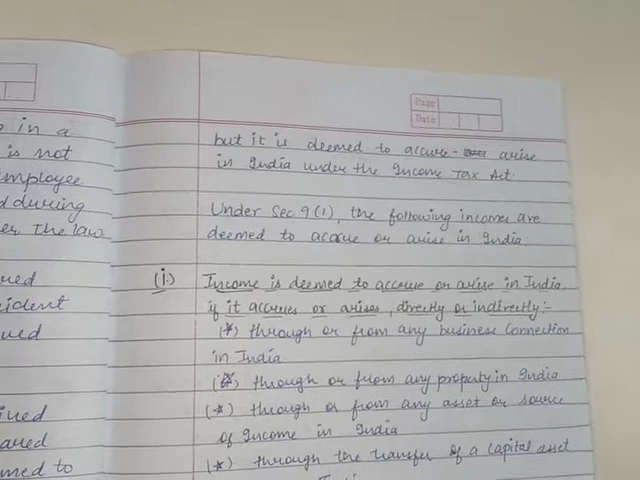 in a
is not
employee
d during
er the law
red
ident
ued
ired
ared
med to
Page
Date
but it is deemed to accure - arise
in India under the Income Tax Act.
Under Sec 9(1), the following incomes are
deemed to accrue or arise in India.
(i.) Income is deemed to accrue or arise in India,
if it accrues or arises, directly or indirectly:-
(*) through or from any business connection
in India
(*) through or from any property in India
(*) through or from any asset or source
of Income in India
(*) through the transfer of a capital asset